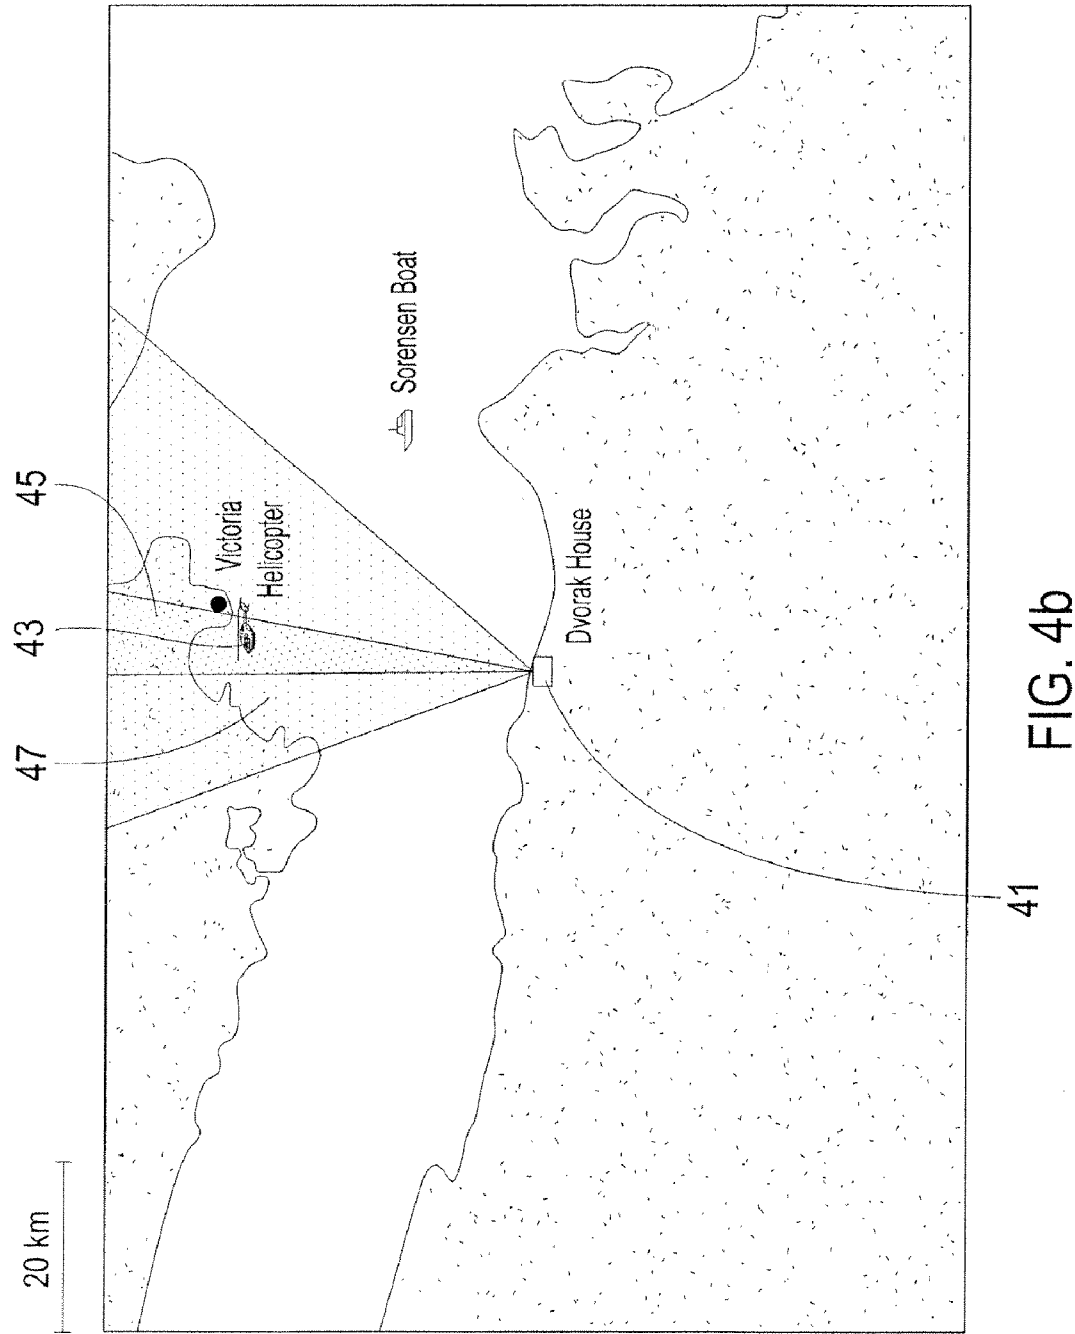 20 km
47
43
45
Victoria
Helicopter
Sorensen Boat
Dvorak House
41
FIG. 4b